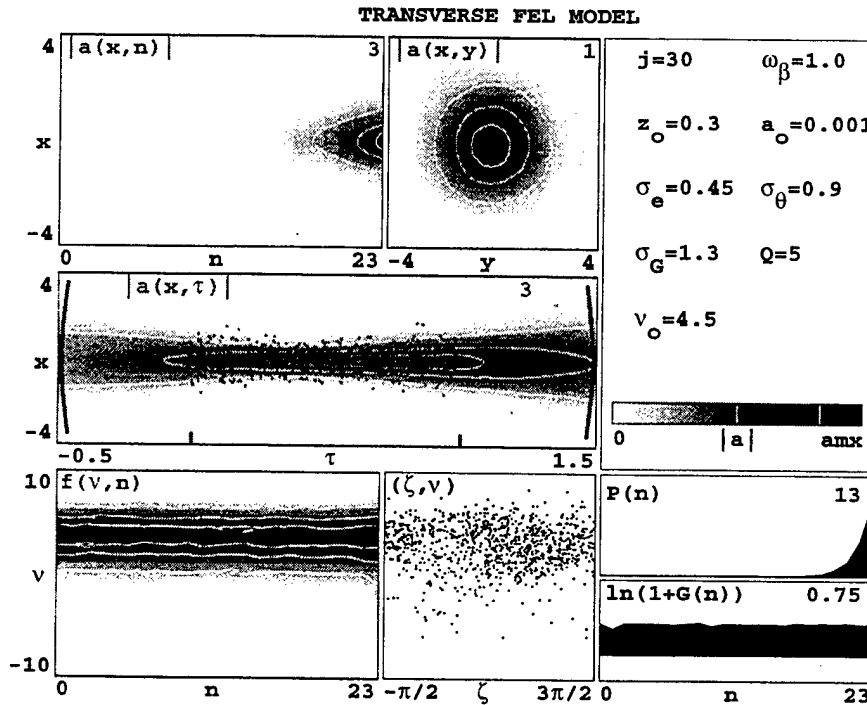 TRANSVERSE FEL MODEL
4 |a(x,n)| 3
x
-4
0 n 23
|a(x,y)| 1
-4 y 4
j=30 ωβ=1.0
zo=0.3 ao=0.001
σe=0.45 σθ=0.9
σG=1.3 Q=5
νo=4.5
0 |a| amx
4 |a(x,τ)| 3
x
-4
-0.5 τ 1.5
10 f(ν,n)
ν
-10
0 n 23
(ζ,ν)
-π/2 ζ 3π/2
P(n) 13
ln(1+G(n)) 0.75
0 n 23